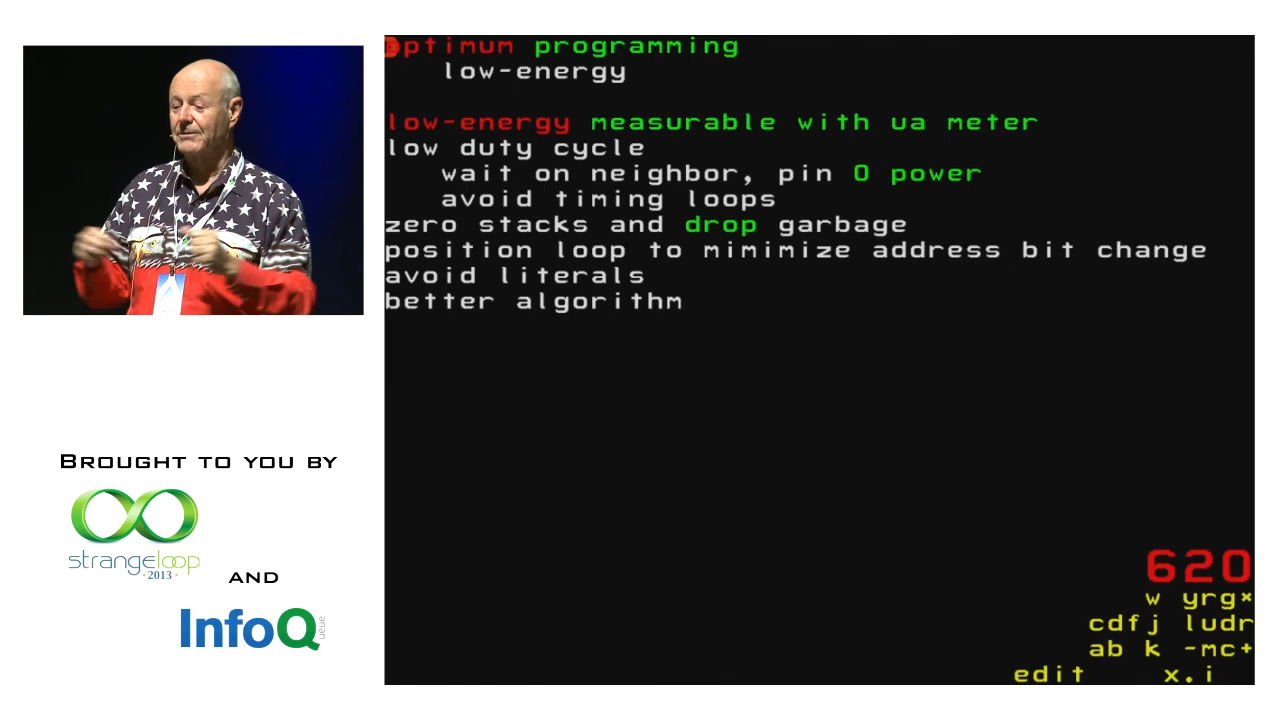 optimum programming
low-energy
low-energy measurable with ua meter
low duty cycle
wait on neighbor, pin 0 power
avoid timing loops
zero stacks and drop garbage
position loop to mimimize address bit change
avoid literals
better algorithm
620
w yrg*
cdfj ludr
ab k -mc+
edit x.i
BROUGHT TO YOU BY
strangeloop
·2013·
AND
InfoQ
ueue